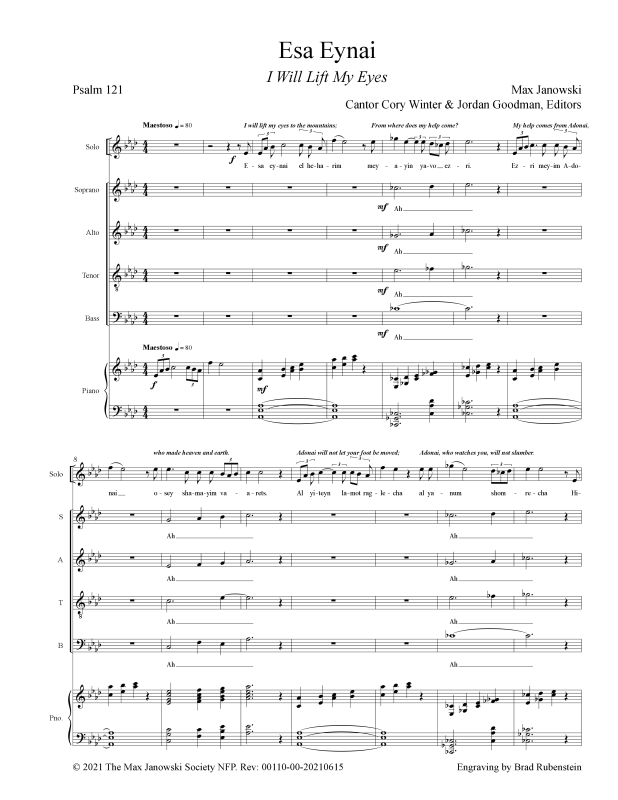 Esa Eynai
I Will Lift My Eyes
Psalm 121
Max Janowski
Cantor Cory Winter & Jordan Goodman, Editors
Maestoso ♩ = 80
I will lift my eyes to the mountains;
From where does my help come?
My help comes from Adonai,
Solo
f
E - sa ey-nai el he-ha-rim mey - a-yin ya-vo ez - ri. Ez - ri mey-im A-do-
Soprano
mf
Ah
Alto
mf
Ah
Tenor
mf
Ah
Bass
mf
Ah
Maestoso ♩ = 80
Piano
f
mf
8
who made heaven and earth.
Adonai will not let your foot be moved;
Adonai, who watches you, will not slumber.
Solo
nai o-sey sha-ma-yim va - a-rets. Al yi-teyn la-mot rag-le-cha al ya - num shom - re-cha Hi-
S
Ah Ah
A
Ah Ah
T
Ah Ah
B
Ah Ah
Pno.
© 2021 The Max Janowski Society NFP. Rev: 00110-00-20210615
Engraving by Brad Rubenstein